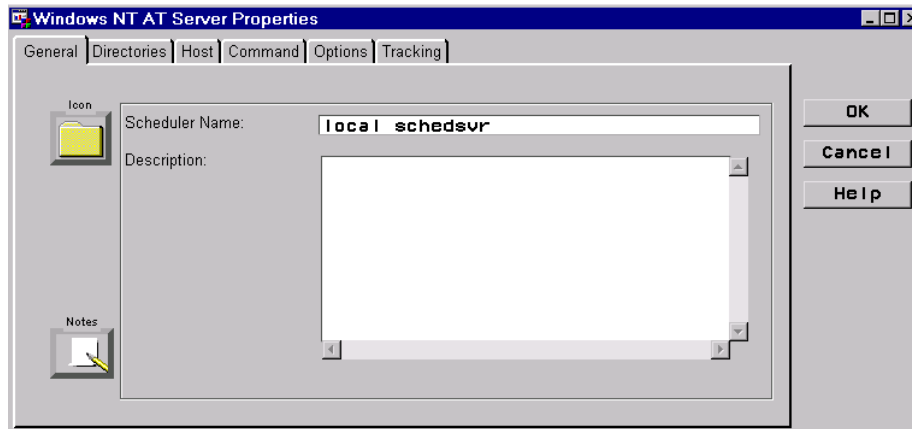 Windows NT AT Server Properties
General Directories Host Command Options Tracking
Icon
Scheduler Name: local schedsvr
Description:
Notes
OK
Cancel
Help